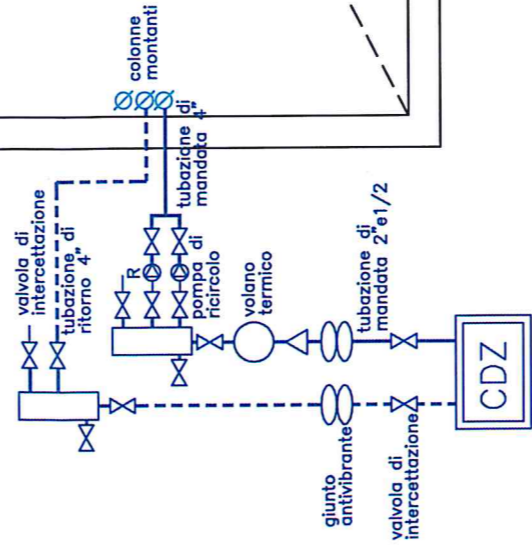 colonne
montanti
valvola di
intercettazione
tubazione di
ritorno 4"
tubazione di
mandata 4"
R
pompa di
ricircolo
volano
termico
tubazione di
mandata 2"e1/2
giunto
antivibrante
valvola di
intercettazione
CDZ